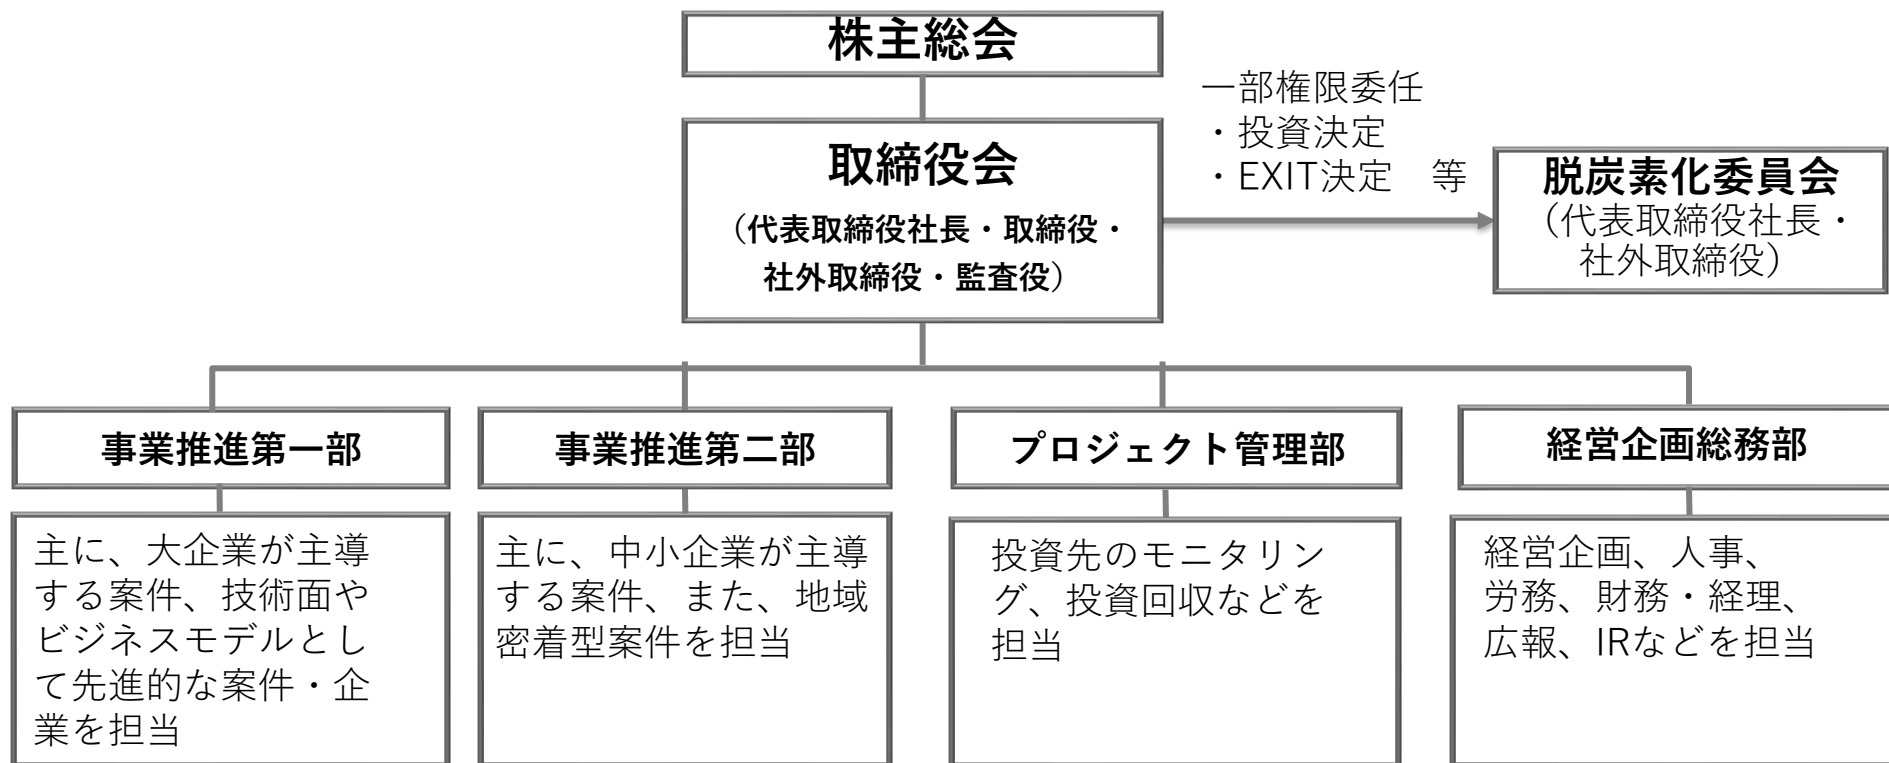 株主総会
一部権限委任
・投資決定
・EXIT決定　等
取締役会
（代表取締役社長・取締役・
社外取締役・監査役）
脱炭素化委員会
（代表取締役社長・
社外取締役）
事業推進第一部
事業推進第二部
プロジェクト管理部
経営企画総務部
主に、大企業が主導
する案件、技術面や
ビジネスモデルとし
て先進的な案件・企
業を担当
主に、中小企業が主導
する案件、また、地域
密着型案件を担当
投資先のモニタリン
グ、投資回収などを
担当
経営企画、人事、
労務、財務・経理、
広報、IRなどを担当